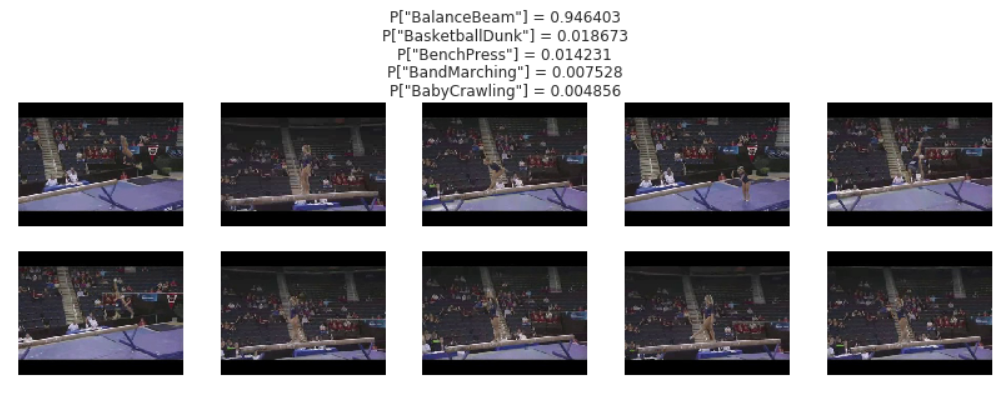 P["BalanceBeam"] = 0.946403
P["BasketballDunk"] = 0.018673
P["BenchPress"] = 0.014231
P["BandMarching"] = 0.007528
P["BabyCrawling"] = 0.004856